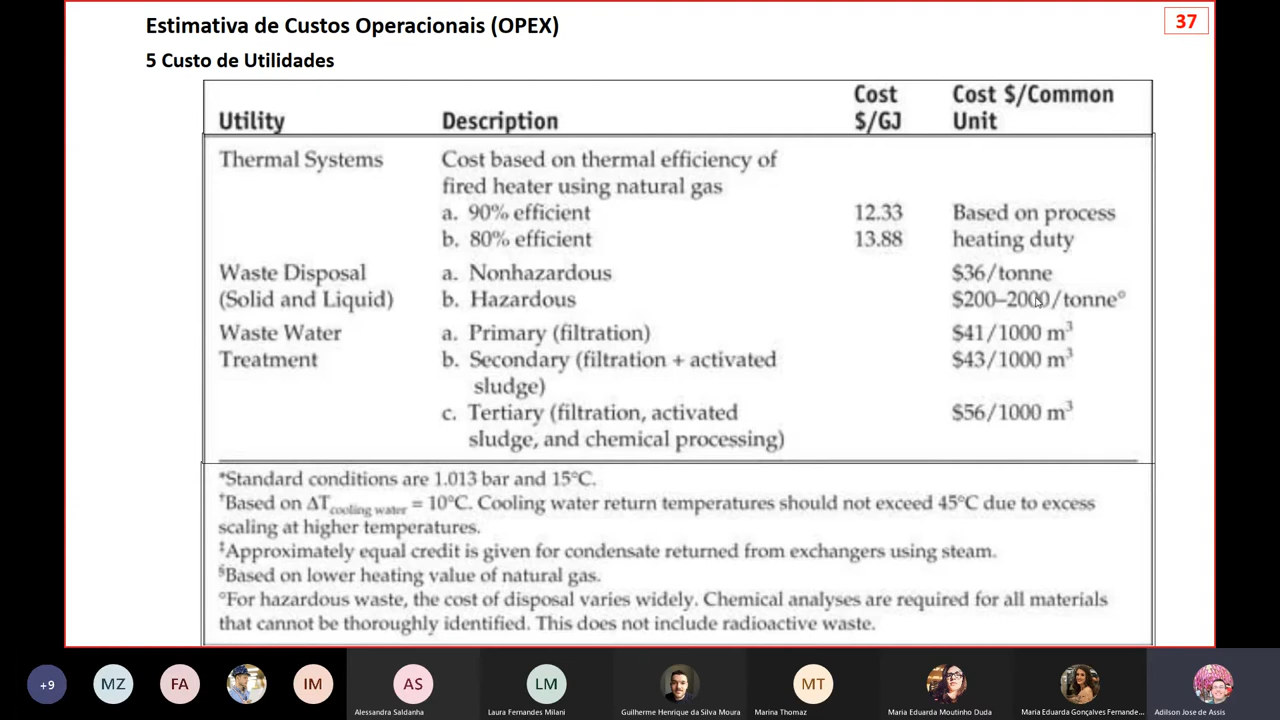 Estimativa de Custos Operacionais (OPEX)
37
5 Custo de Utilidades
Utility Description Cost $/GJ Cost $/Common Unit
Thermal Systems Cost based on thermal efficiency of
fired heater using natural gas
a. 90% efficient 12.33 Based on process
b. 80% efficient 13.88 heating duty
Waste Disposal a. Nonhazardous $36/tonne
(Solid and Liquid) b. Hazardous $200–2000/tonne°
Waste Water a. Primary (filtration) $41/1000 m³
Treatment b. Secondary (filtration + activated $43/1000 m³
sludge)
c. Tertiary (filtration, activated $56/1000 m³
sludge, and chemical processing)
*Standard conditions are 1.013 bar and 15°C.
†Based on ΔTcooling water = 10°C. Cooling water return temperatures should not exceed 45°C due to excess
scaling at higher temperatures.
‡Approximately equal credit is given for condensate returned from exchangers using steam.
§Based on lower heating value of natural gas.
°For hazardous waste, the cost of disposal varies widely. Chemical analyses are required for all materials
that cannot be thoroughly identified. This does not include radioactive waste.
+9 MZ FA IM AS LM MT
Alessandra Saldanha Laura Fernandes Milani Guilherme Henrique da Silva Moura Marina Thomaz Maria Eduarda Moutinho Duda Maria Eduarda Gonçalves Fernande... Adilson Jose de Assis